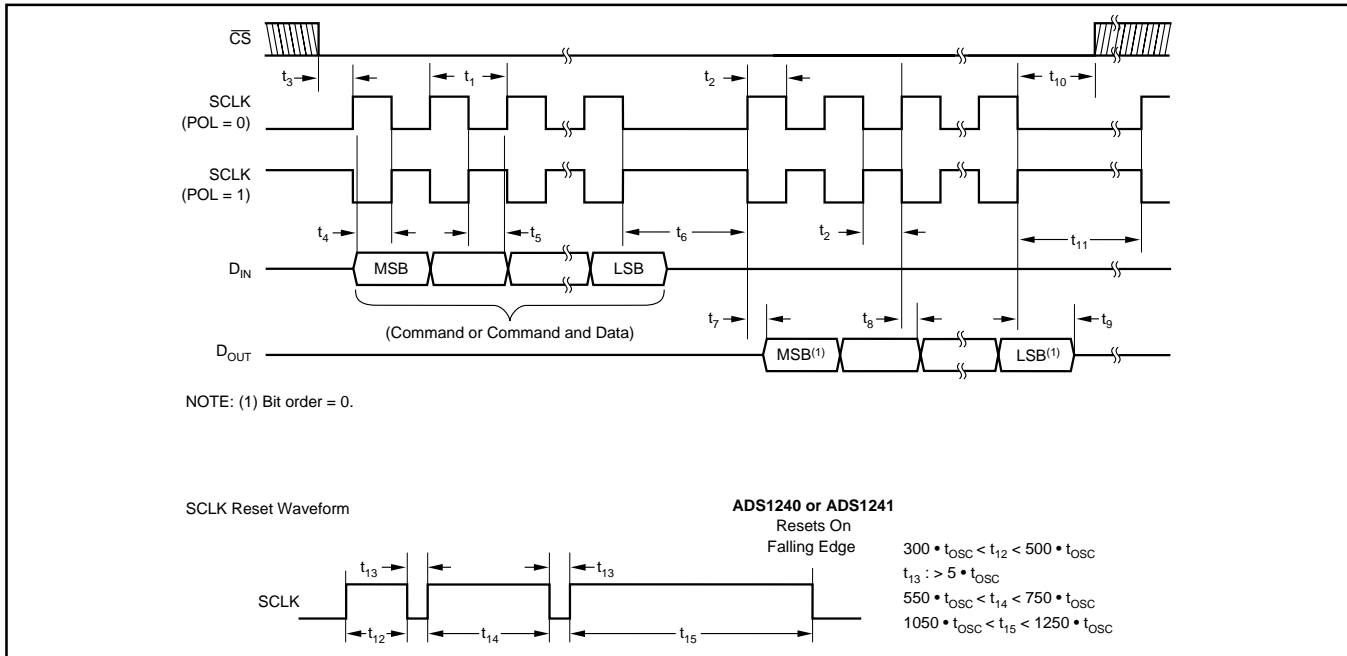 CS
t3
t1
t2
t10
SCLK
(POL = 0)
SCLK
(POL = 1)
t4
t5
t6
t2
t11
DIN
MSB
LSB
(Command or Command and Data)
t7
t8
t9
DOUT
MSB(1)
LSB(1)
NOTE: (1) Bit order = 0.
SCLK Reset Waveform
ADS1240 or ADS1241
Resets On
Falling Edge
300 • tOSC < t12 < 500 • tOSC
t13 : > 5 • tOSC
550 • tOSC < t14 < 750 • tOSC
1050 • tOSC < t15 < 1250 • tOSC
t13
t13
SCLK
t12
t14
t15